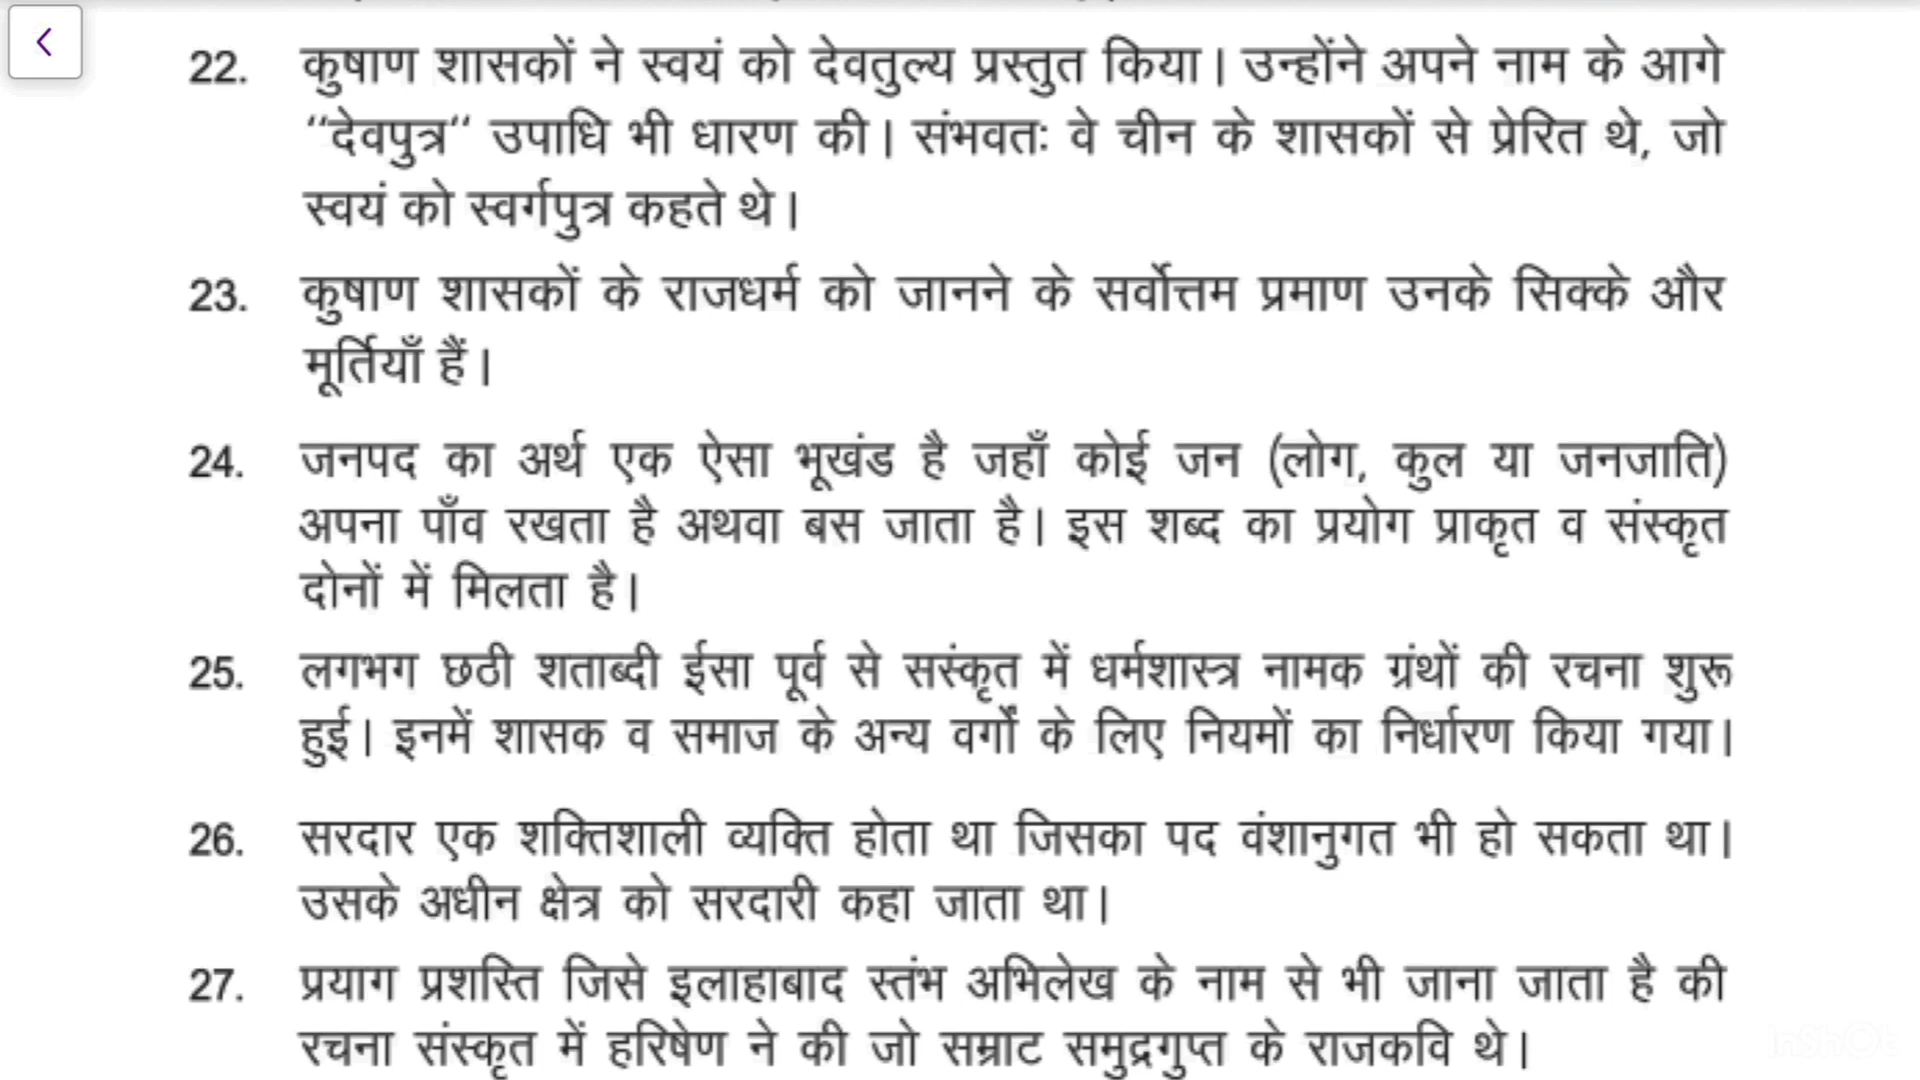 22. कुषाण शासकों ने स्वयं को देवतुल्य प्रस्तुत किया। उन्होंने अपने नाम के आगे
‘‘देवपुत्र‘‘ उपाधि भी धारण की। संभवतः वे चीन के शासकों से प्रेरित थे, जो
स्वयं को स्वर्गपुत्र कहते थे।
23. कुषाण शासकों के राजधर्म को जानने के सर्वोत्तम प्रमाण उनके सिक्के और
मूर्तियाँ हैं।
24. जनपद का अर्थ एक ऐसा भूखंड है जहाँ कोई जन (लोग, कुल या जनजाति)
अपना पाँव रखता है अथवा बस जाता है। इस शब्द का प्रयोग प्राकृत व संस्कृत
दोनों में मिलता है।
25. लगभग छठी शताब्दी ईसा पूर्व से सस्ंकृत में धर्मशास्त्र नामक ग्रंथों की रचना शुरू
हुई। इनमें शासक व समाज के अन्य वर्गों के लिए नियमों का निर्धारण किया गया।
26. सरदार एक शक्तिशाली व्यक्ति होता था जिसका पद वंशानुगत भी हो सकता था।
उसके अधीन क्षेत्र को सरदारी कहा जाता था।
27. प्रयाग प्रशस्ति जिसे इलाहाबाद स्तंभ अभिलेख के नाम से भी जाना जाता है की
रचना संस्कृत में हरिषेण ने की जो सम्राट समुद्रगुप्त के राजकवि थे।
InShOt